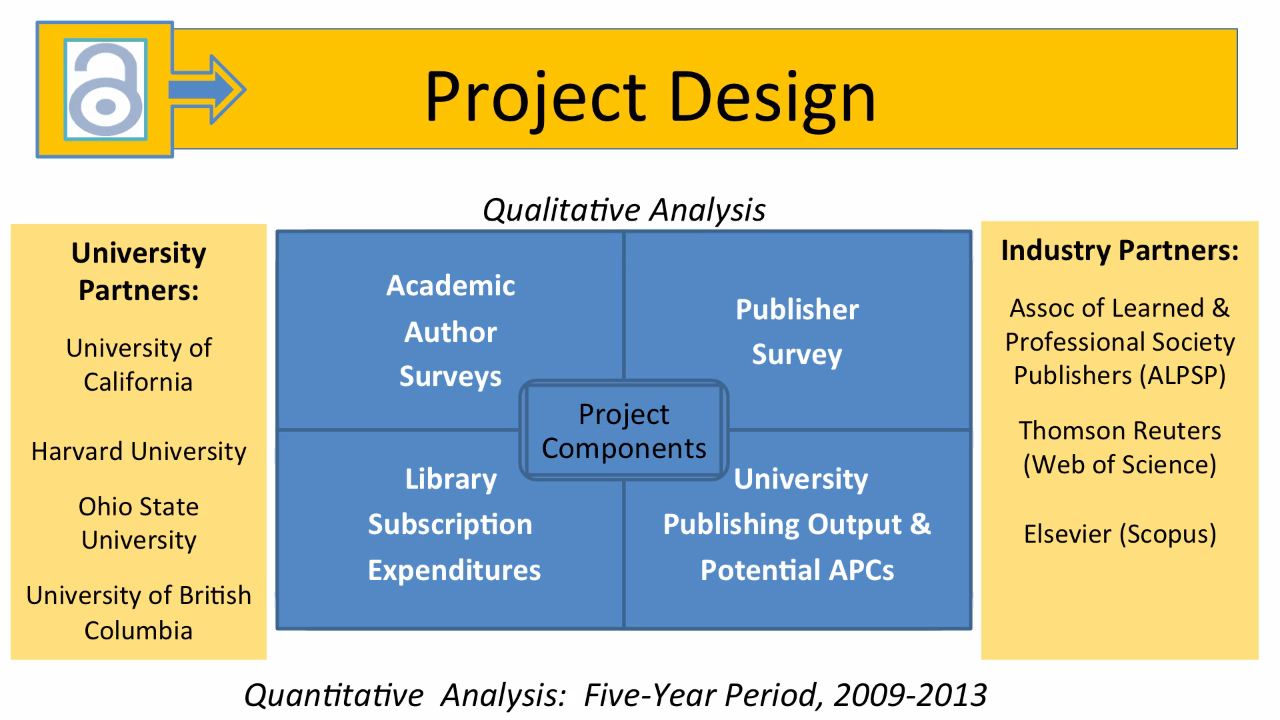 Project Design
Qualitative Analysis
University
Partners:
University of
California
Harvard University
Ohio State
University
University of British
Columbia
Academic
Author
Surveys
Publisher
Survey
Project
Components
Library
Subscription
Expenditures
University
Publishing Output &
Potential APCs
Industry Partners:
Assoc of Learned &
Professional Society
Publishers (ALPSP)
Thomson Reuters
(Web of Science)
Elsevier (Scopus)
Quantitative Analysis: Five-Year Period, 2009-2013